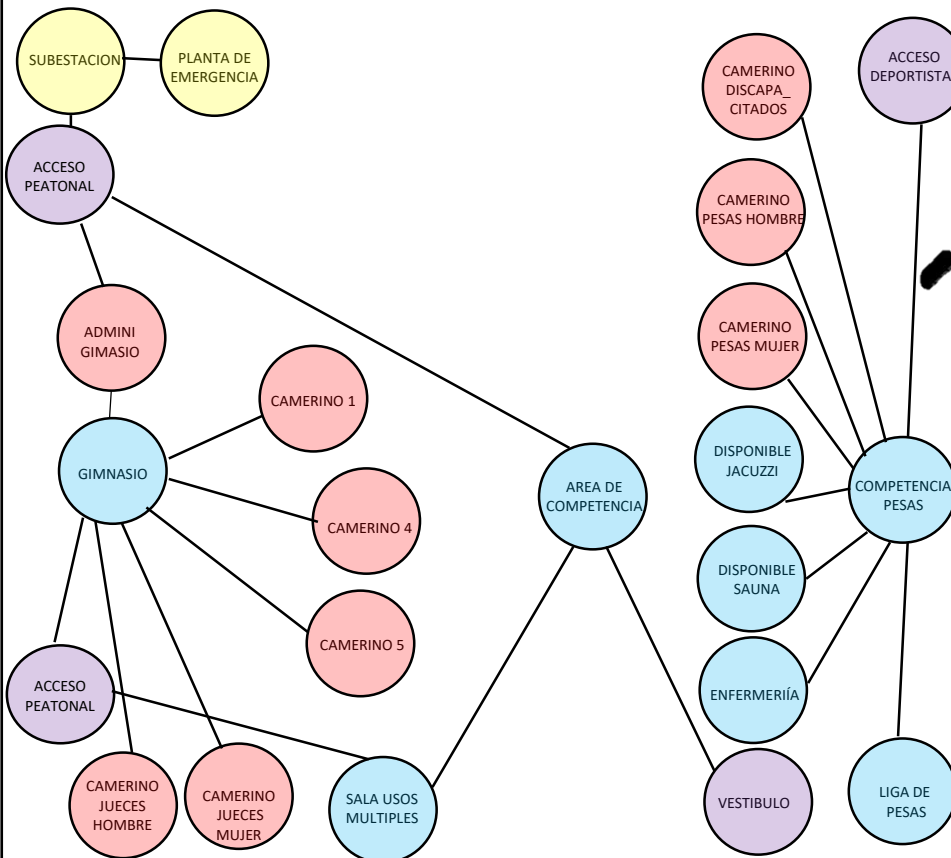 SUBESTACION
PLANTA DE
EMERGENCIA
ACCESO
PEATONAL
ADMINI
GIMASIO
CAMERINO 1
GIMNASIO
CAMERINO 4
CAMERINO 5
ACCESO
PEATONAL
CAMERINO
JUECES
HOMBRE
CAMERINO
JUECES
MUJER
SALA USOS
MULTIPLES
AREA DE
COMPETENCIA
VESTIBULO
CAMERINO
DISCAPA_
CITADOS
ACCESO
DEPORTISTA
CAMERINO
PESAS HOMBRE
CAMERINO
PESAS MUJER
DISPONIBLE
JACUZZI
COMPETENCIA
PESAS
DISPONIBLE
SAUNA
ENFERMERIÍA
LIGA DE
PESAS